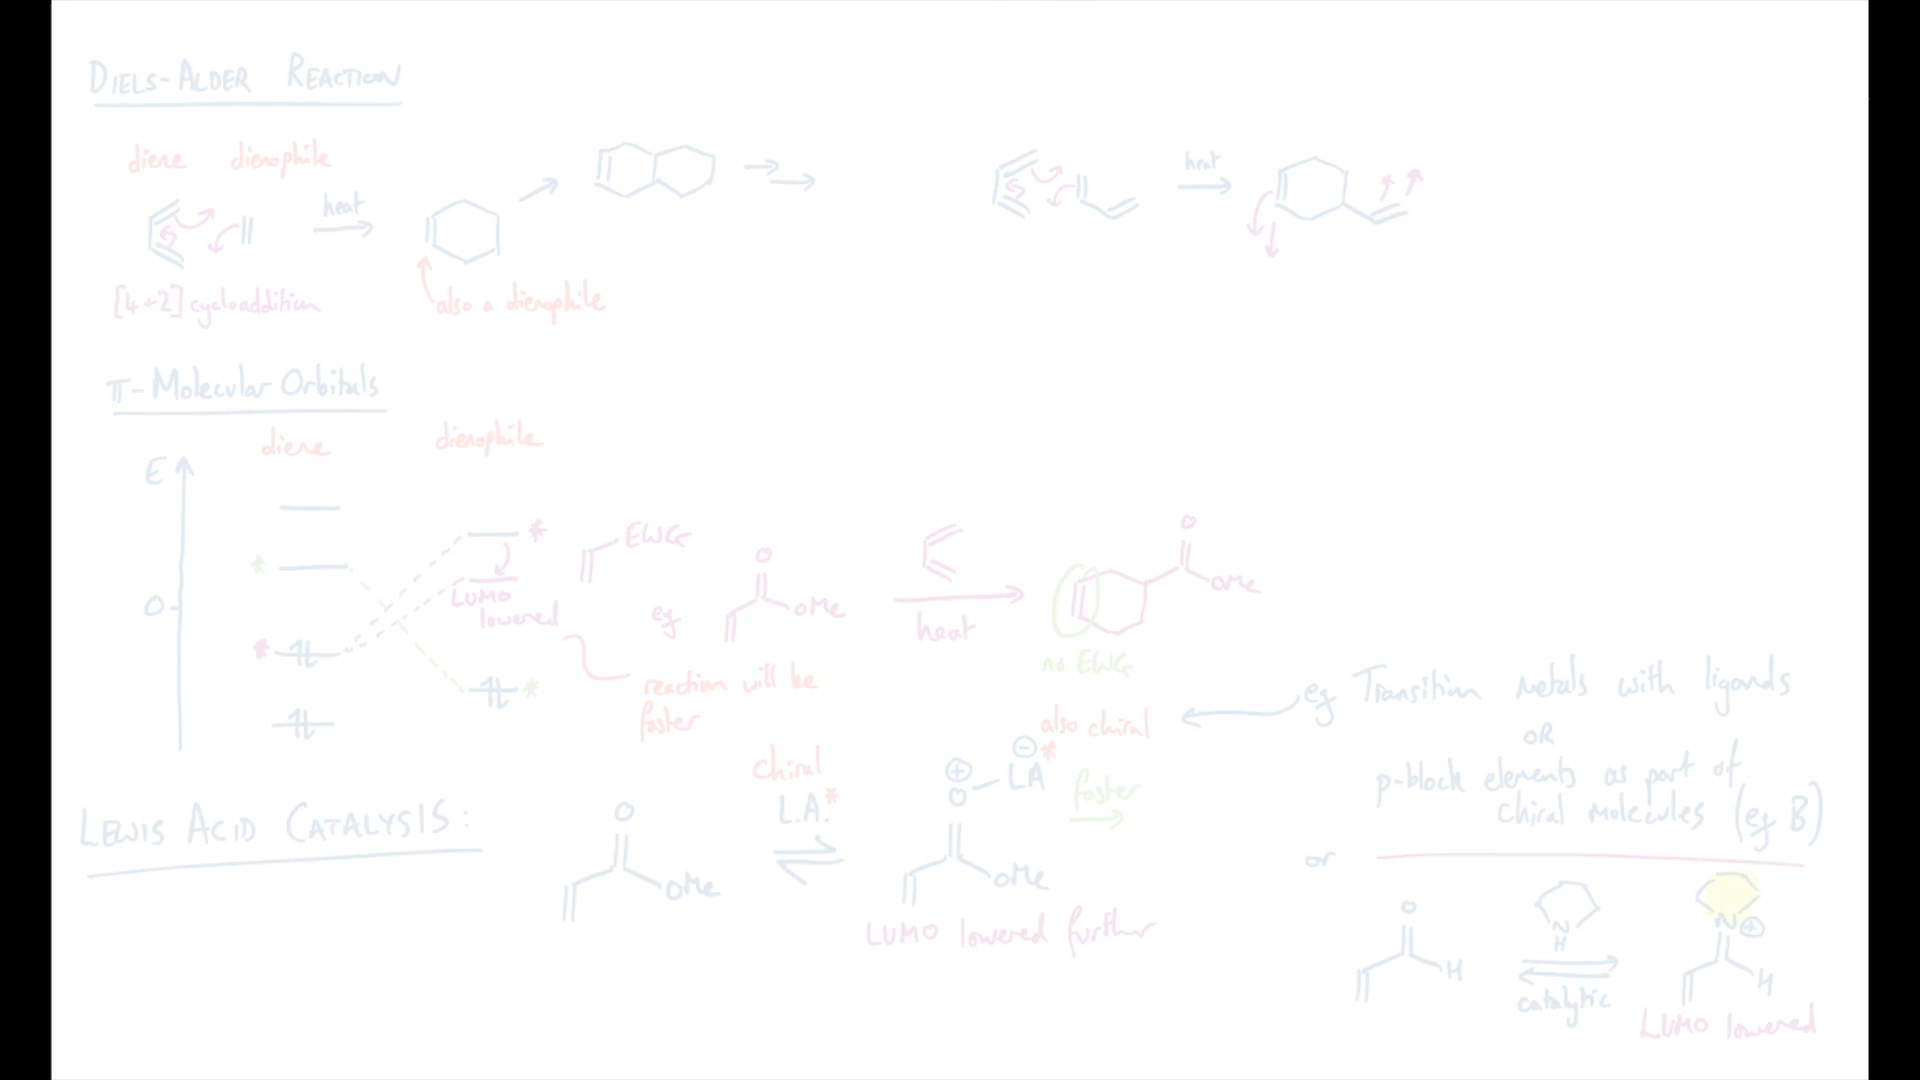 DIELS-ALDER REACTION
diene dienophile
heat
[4+2] cycloaddition
also a dienophile
heat
π-Molecular Orbitals
diene dienophile
E
*
*
0
LUMO
lowered
*
*
EWG
eg
O
OMe
heat
O
OMe
no EWG
reaction will be
faster
LEWIS ACID CATALYSIS:
O
OMe
Chiral
L.A.*
also chiral
⊖ *
⊕
O-LA
OMe
faster
LUMO lowered further
eg Transition metals with ligands
OR
p-block elements as part of
chiral molecules (eg B)
or
O
H
N
H
catalytic
N ⊕
H
LUMO lowered